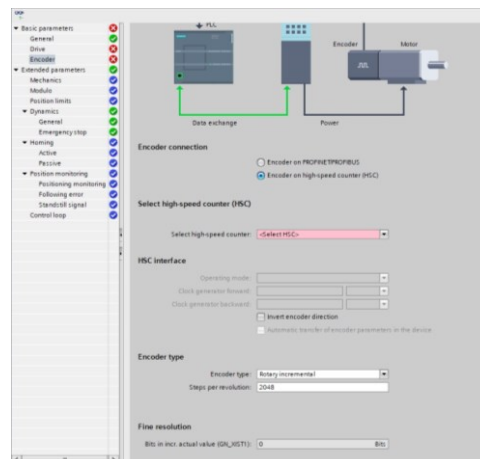 Basic parameters
General
Drive
Encoder
Extended parameters
Mechanics
Modulo
Position limits
Dynamics
General
Emergency stop
Homing
Active
Passive
Position monitoring
Positioning monitoring
Following error
Standstill signal
Control loop
PLC
Encoder
Motor
Data exchange
Power
Encoder connection
Encoder on PROFINET/PROFIBUS
Encoder on high-speed counter (HSC)
Select high-speed counter (HSC)
Select high-speed counter: <Select HSC>
HSC interface
Operating mode:
Clock generator forward:
Clock generator backward:
Invert encoder direction
Automatic transfer of encoder parameters in the device
Encoder type
Encoder type: Rotary incremental
Steps per revolution: 2048
Fine resolution
Bits in incr. actual value (GN_XIST1): 0 Bits